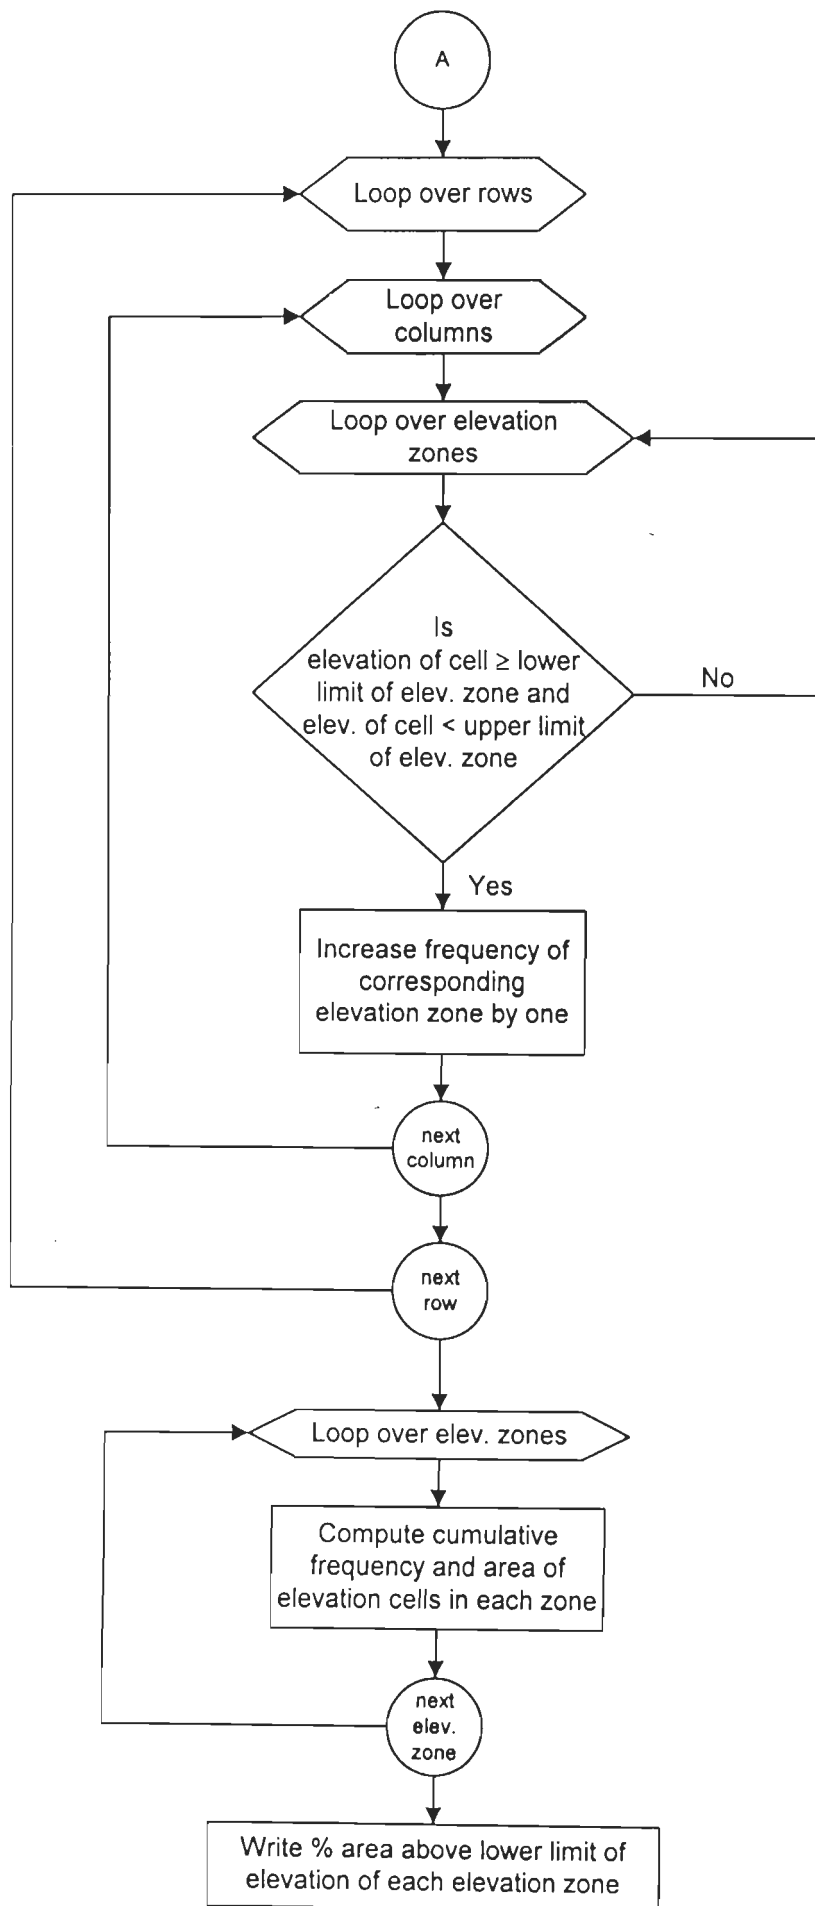 A
Loop over rows
Loop over
columns
Loop over elevation
zones
Is
elevation of cell ≥ lower
limit of elev. zone and
elev. of cell < upper limit
of elev. zone
No
Yes
Increase frequency of
corresponding
elevation zone by one
next
column
next
row
Loop over elev. zones
Compute cumulative
frequency and area of
elevation cells in each zone
next
elev.
zone
Write % area above lower limit of
elevation of each elevation zone